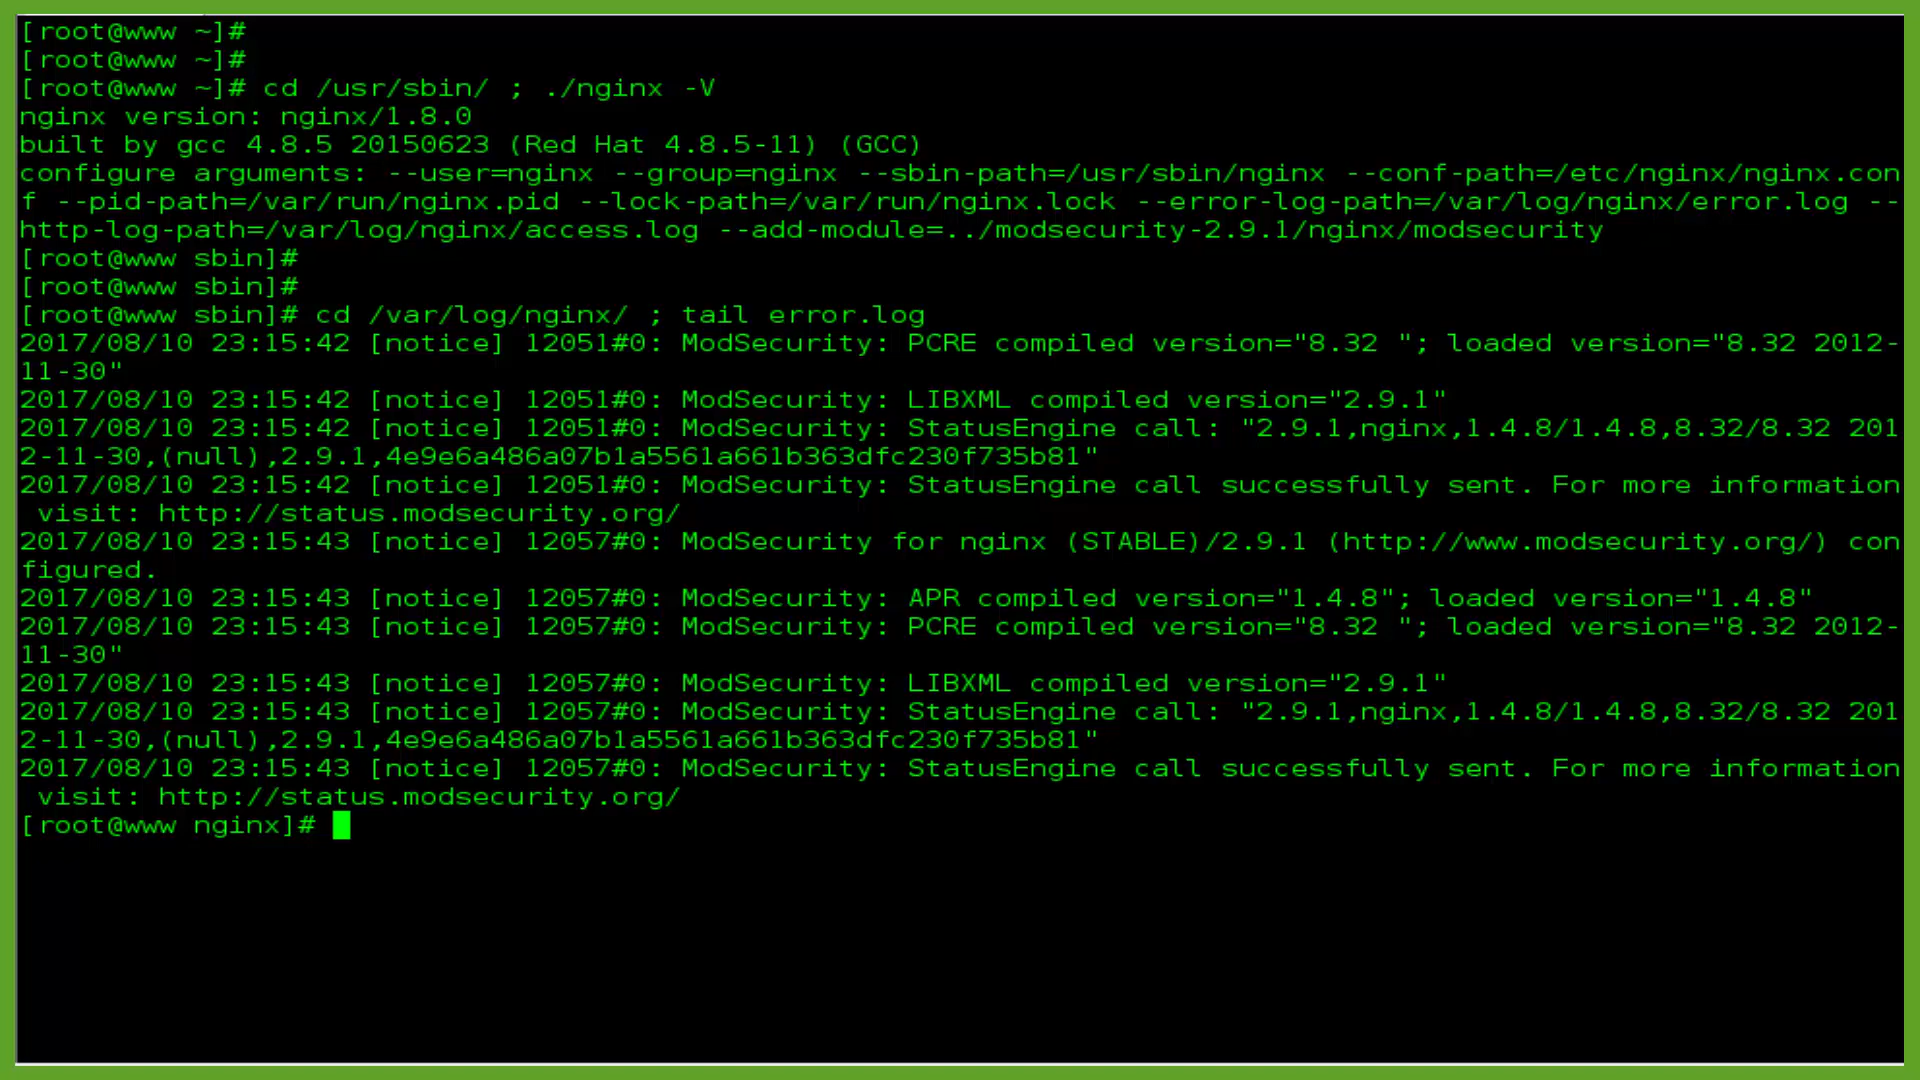 [root@www ~]#
[root@www ~]#
[root@www ~]# cd /usr/sbin/ ; ./nginx -V
nginx version: nginx/1.8.0
built by gcc 4.8.5 20150623 (Red Hat 4.8.5-11) (GCC)
configure arguments: --user=nginx --group=nginx --sbin-path=/usr/sbin/nginx --conf-path=/etc/nginx/nginx.con
f --pid-path=/var/run/nginx.pid --lock-path=/var/run/nginx.lock --error-log-path=/var/log/nginx/error.log --
http-log-path=/var/log/nginx/access.log --add-module=../modsecurity-2.9.1/nginx/modsecurity
[root@www sbin]#
[root@www sbin]#
[root@www sbin]# cd /var/log/nginx/ ; tail error.log
2017/08/10 23:15:42 [notice] 12051#0: ModSecurity: PCRE compiled version="8.32 "; loaded version="8.32 2012-
11-30"
2017/08/10 23:15:42 [notice] 12051#0: ModSecurity: LIBXML compiled version="2.9.1"
2017/08/10 23:15:42 [notice] 12051#0: ModSecurity: StatusEngine call: "2.9.1,nginx,1.4.8/1.4.8,8.32/8.32 201
2-11-30,(null),2.9.1,4e9e6a486a07b1a5561a661b363dfc230f735b81"
2017/08/10 23:15:42 [notice] 12051#0: ModSecurity: StatusEngine call successfully sent. For more information
 visit: http://status.modsecurity.org/
2017/08/10 23:15:43 [notice] 12057#0: ModSecurity for nginx (STABLE)/2.9.1 (http://www.modsecurity.org/) con
figured.
2017/08/10 23:15:43 [notice] 12057#0: ModSecurity: APR compiled version="1.4.8"; loaded version="1.4.8"
2017/08/10 23:15:43 [notice] 12057#0: ModSecurity: PCRE compiled version="8.32 "; loaded version="8.32 2012-
11-30"
2017/08/10 23:15:43 [notice] 12057#0: ModSecurity: LIBXML compiled version="2.9.1"
2017/08/10 23:15:43 [notice] 12057#0: ModSecurity: StatusEngine call: "2.9.1,nginx,1.4.8/1.4.8,8.32/8.32 201
2-11-30,(null),2.9.1,4e9e6a486a07b1a5561a661b363dfc230f735b81"
2017/08/10 23:15:43 [notice] 12057#0: ModSecurity: StatusEngine call successfully sent. For more information
 visit: http://status.modsecurity.org/
[root@www nginx]#